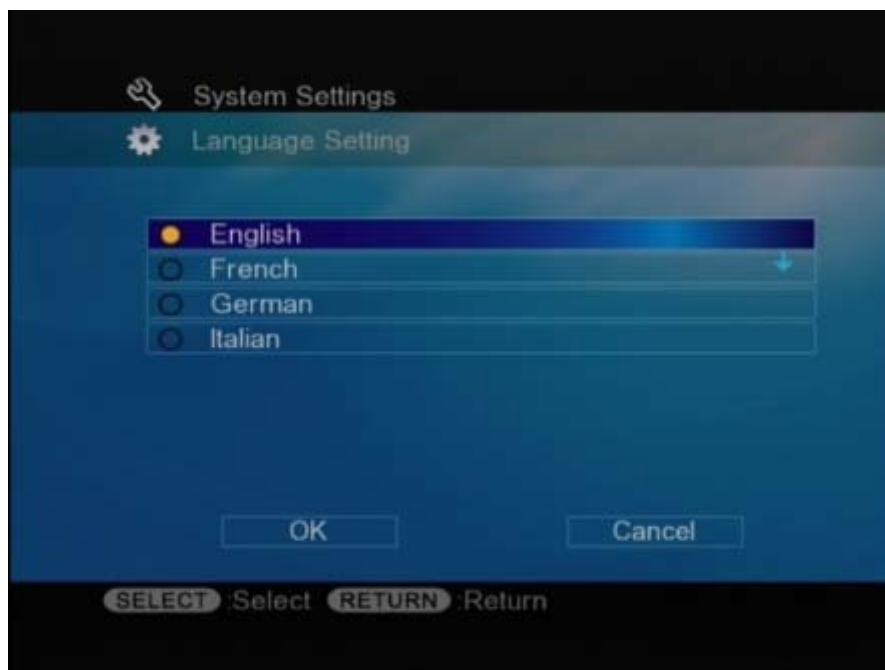 System Settings
Language Setting
English
French
German
Italian
OK Cancel
SELECT :Select RETURN :Return